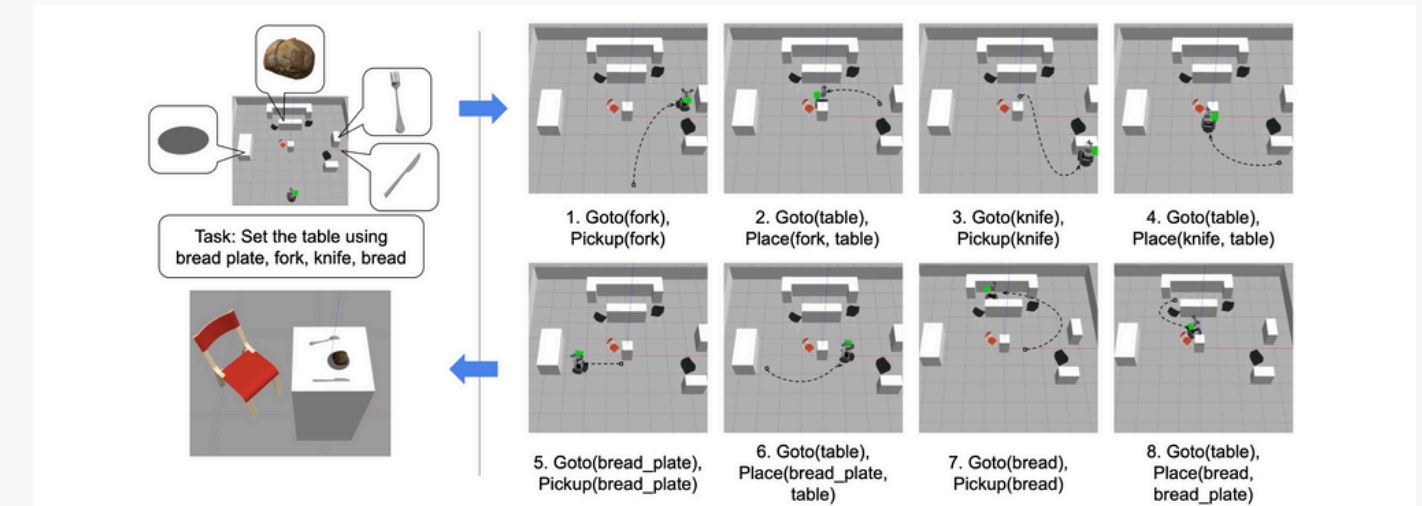 Task: Set the table using
bread plate, fork, knife, bread
1. Goto(fork),
Pickup(fork)
2. Goto(table),
Place(fork, table)
3. Goto(knife),
Pickup(knife)
4. Goto(table),
Place(knife, table)
5. Goto(bread_plate),
Pickup(bread_plate)
6. Goto(table),
Place(bread_plate,
table)
7. Goto(bread),
Pickup(bread)
8. Goto(table),
Place(bread,
bread_plate)